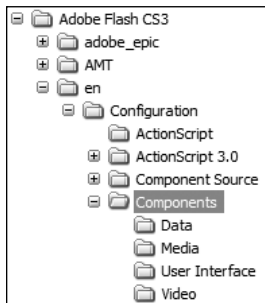 Adobe Flash CS3
adobe_epic
AMT
en
Configuration
ActionScript
ActionScript 3.0
Component Source
Components
Data
Media
User Interface
Video